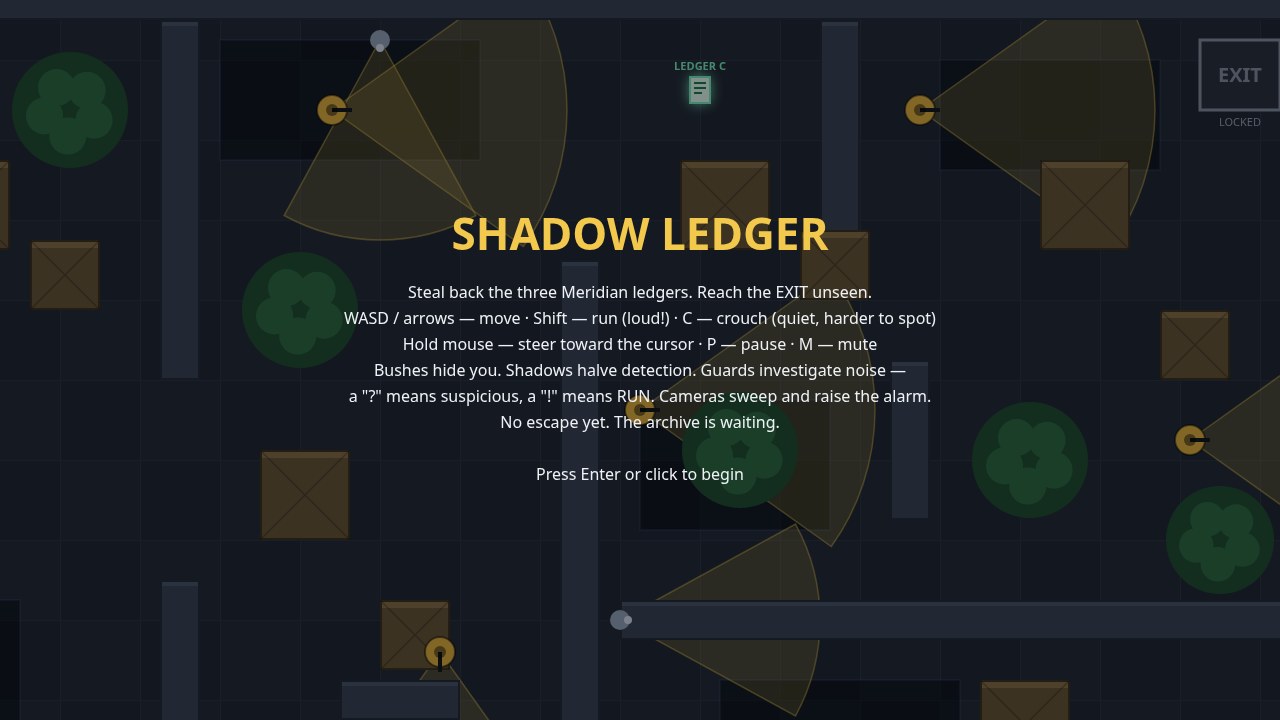 LEDGER C
EXIT
LOCKED
SHADOW LEDGER
Steal back the three Meridian ledgers. Reach the EXIT unseen.
WASD / arrows — move · Shift — run (loud!) · C — crouch (quiet, harder to spot)
Hold mouse — steer toward the cursor · P — pause · M — mute
Bushes hide you. Shadows halve detection. Guards investigate noise —
a "?" means suspicious, a "!" means RUN. Cameras sweep and raise the alarm.
No escape yet. The archive is waiting.
Press Enter or click to begin